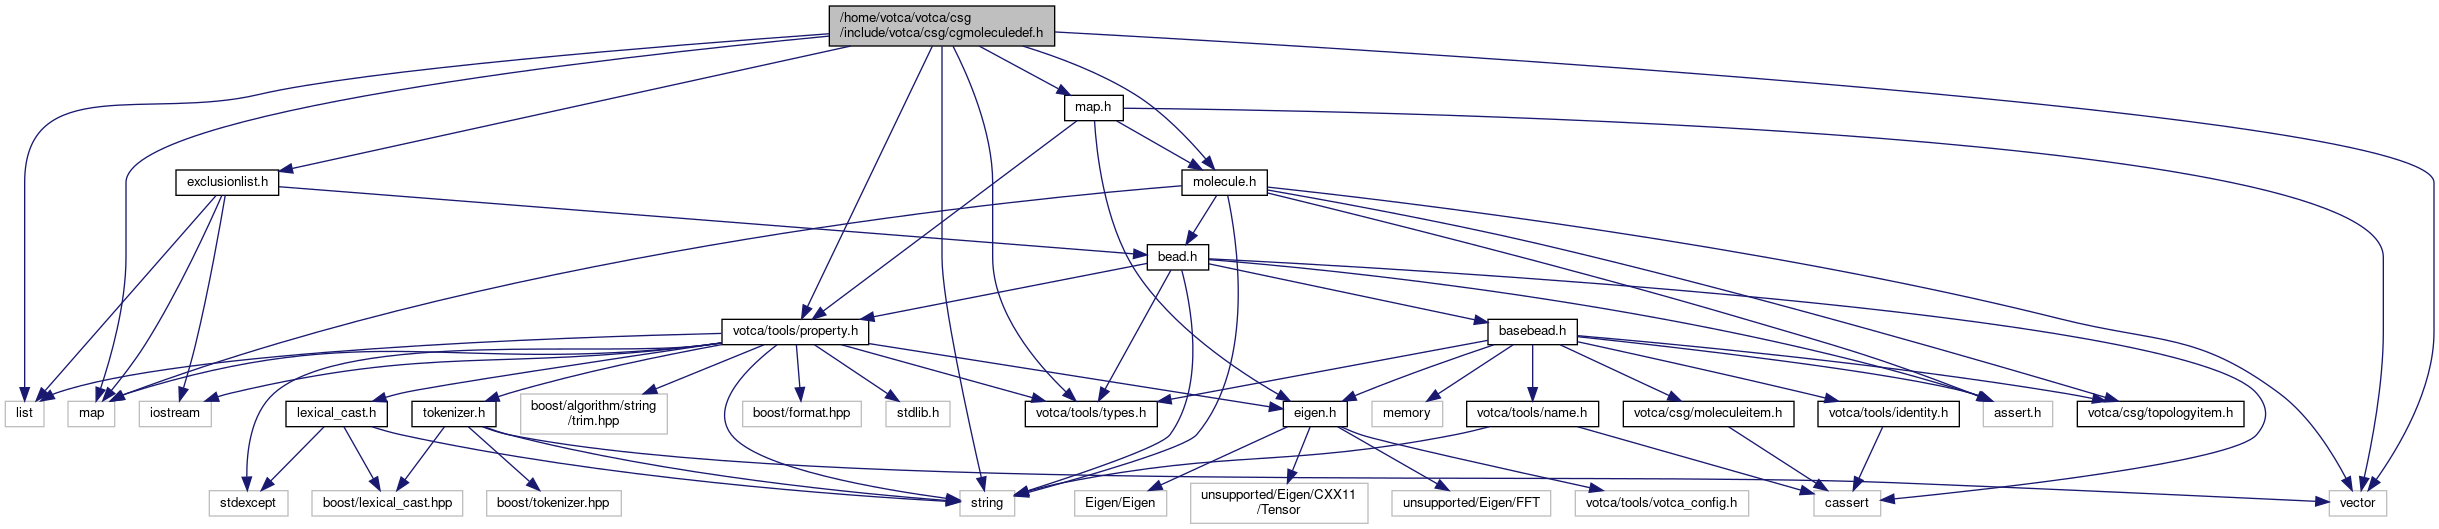 /home/votca/votca/csg
/include/votca/csg/cgmoleculedef.h
map.h
exclusionlist.h
molecule.h
bead.h
votca/tools/property.h
basebead.h
list
map
iostream
lexical_cast.h
tokenizer.h
boost/algorithm/string
/trim.hpp
boost/format.hpp
stdlib.h
votca/tools/types.h
eigen.h
memory
votca/tools/name.h
votca/csg/moleculeitem.h
votca/tools/identity.h
assert.h
votca/csg/topologyitem.h
stdexcept
boost/lexical_cast.hpp
boost/tokenizer.hpp
string
Eigen/Eigen
unsupported/Eigen/CXX11
/Tensor
unsupported/Eigen/FFT
votca/tools/votca_config.h
cassert
vector